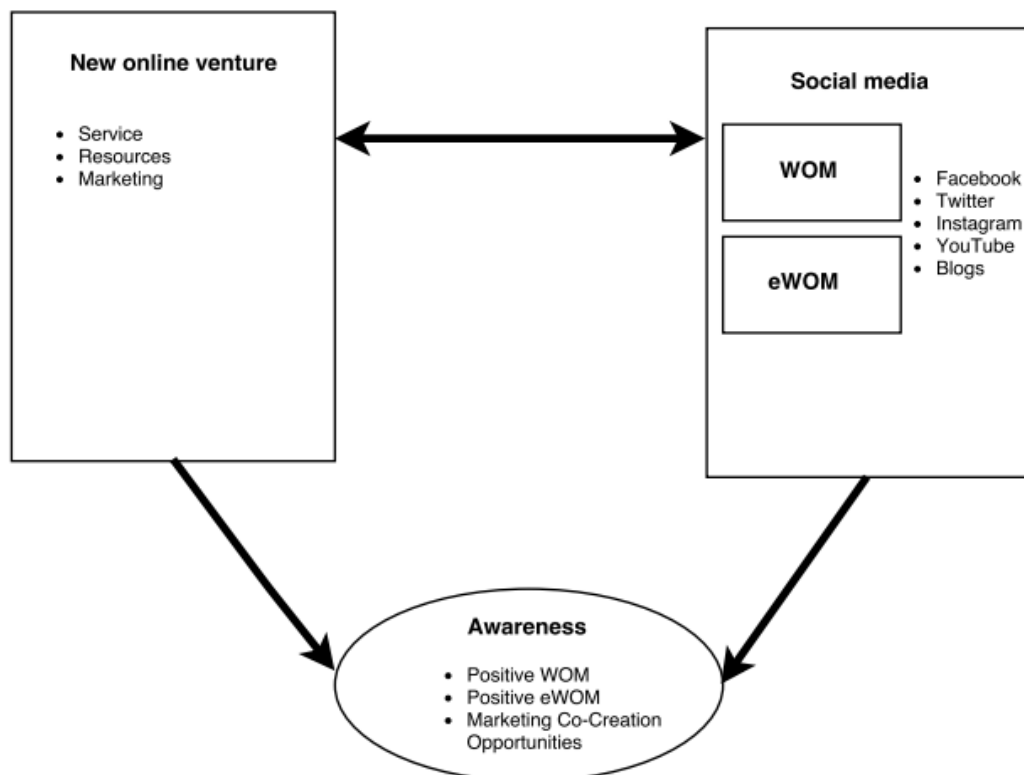 New online venture
• Service
• Resources
• Marketing
Social media
WOM
eWOM
• Facebook
• Twitter
• Instagram
• YouTube
• Blogs
Awareness
• Positive WOM
• Positive eWOM
• Marketing Co-Creation
Opportunities